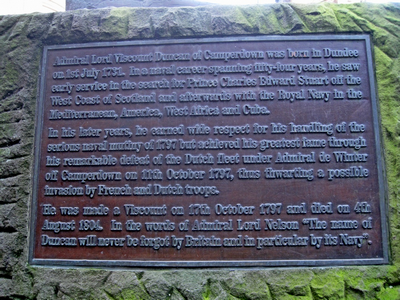 Admiral Lord Viscount Duncan of Camperdown was born in Dundee
on 1st July 1731. In a naval career spanning fifty-four years, he saw
early service in the search for Prince Charles Edward Stuart off the
West Coast of Scotland and afterwards with the Royal Navy in the
Mediterranean, America, West Africa and Cuba.
In his later years, he earned wide respect for his handling of the
serious naval mutiny of 1797 but achieved his greatest fame through
his remarkable defeat of the Dutch fleet under Admiral de Winter
off Camperdown on 11th October 1797, thus thwarting a possible
invasion by French and Dutch troops.
He was made a Viscount on 17th October 1797 and died on 4th
August 1804. In the words of Admiral Lord Nelson "The name of
Duncan will never be forgot by Britain and in particular by its Navy".